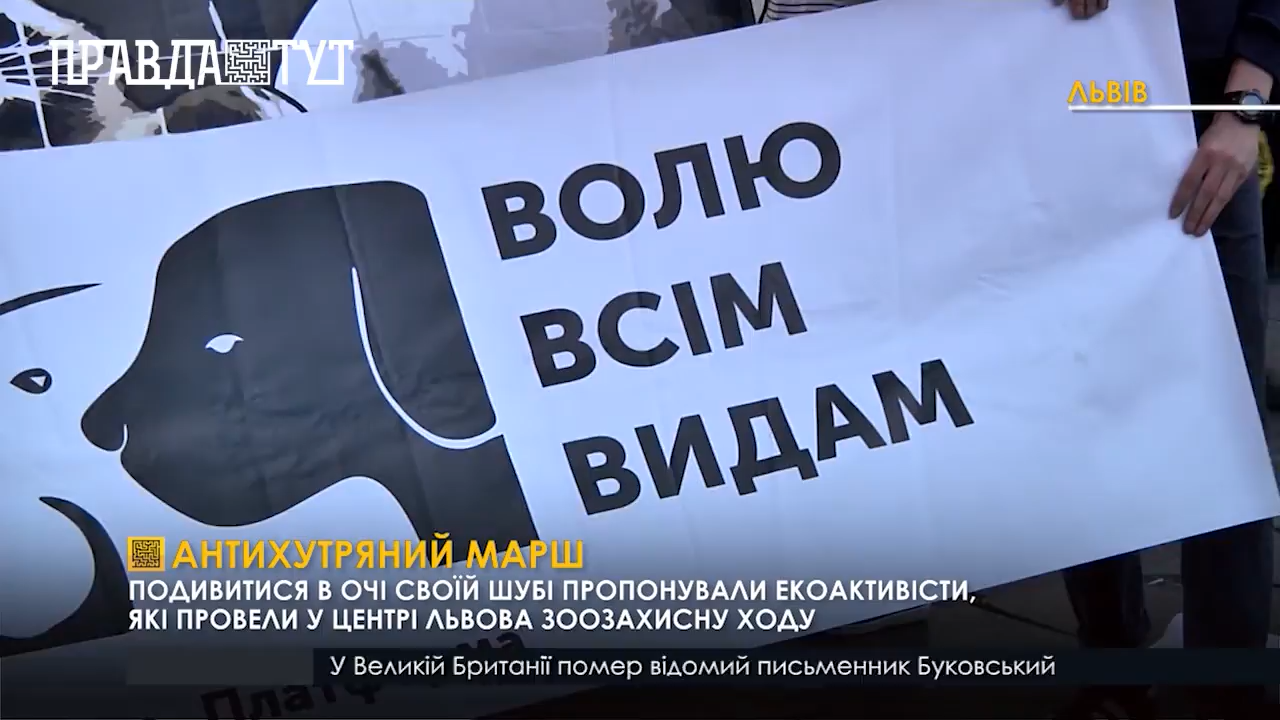 ПРАВДА ТУТ
ЛЬВІВ
ВОЛЮ
ВСІМ
ВИДАМ
АНТИХУТРЯНИЙ МАРШ
ПОДИВИТИСЯ В ОЧІ СВОЇЙ ШУБІ ПРОПОНУВАЛИ ЕКОАКТИВІСТИ,
ЯКІ ПРОВЕЛИ У ЦЕНТРІ ЛЬВОВА ЗООЗАХИСНУ ХОДУ
У Великій Британії помер відомий письменник Буковський